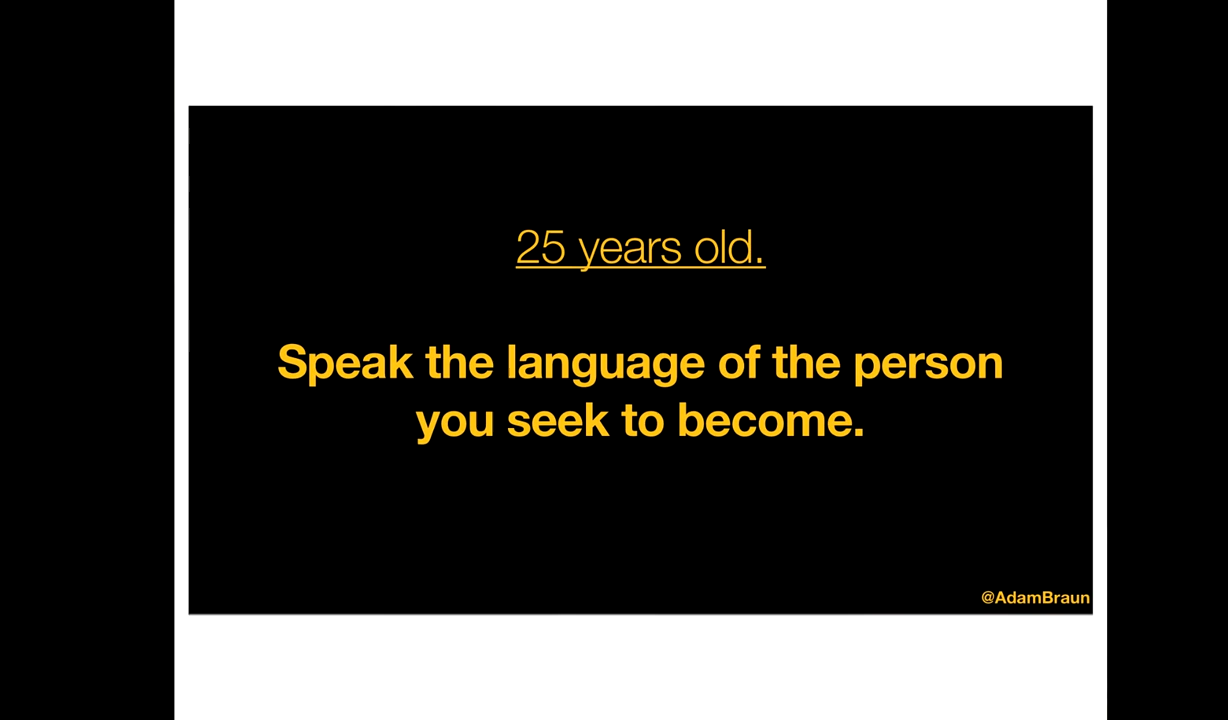 25 years old.
Speak the language of the person
you seek to become.
@AdamBraun